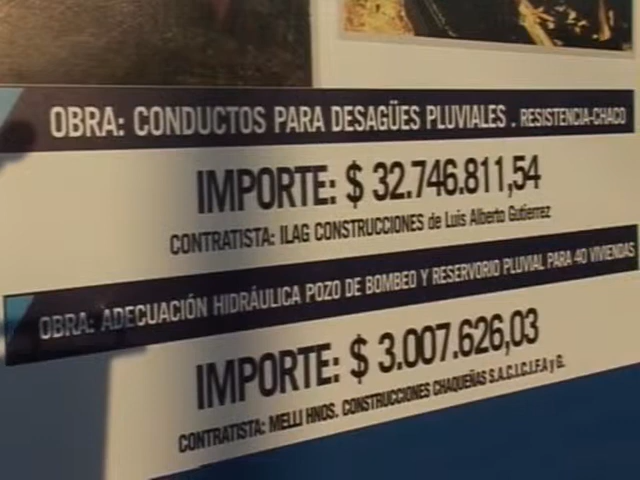 OBRA: CONDUCTOS PARA DESAGÜES PLUVIALES . RESISTENCIA-CHACO
IMPORTE: $ 32.746.811,54
CONTRATISTA: ILAG CONSTRUCCIONES de Luis Alberto Gutierrez
OBRA: ADECUACIÓN HIDRÁULICA POZO DE BOMBEO Y RESERVORIO PLUVIAL PARA 40 VIVIENDAS
IMPORTE: $ 3.007.626,03
CONTRATISTA: MELLI HNOS. CONSTRUCCIONES CHAQUEÑAS S.A.C.I.C.I.F.A y G.